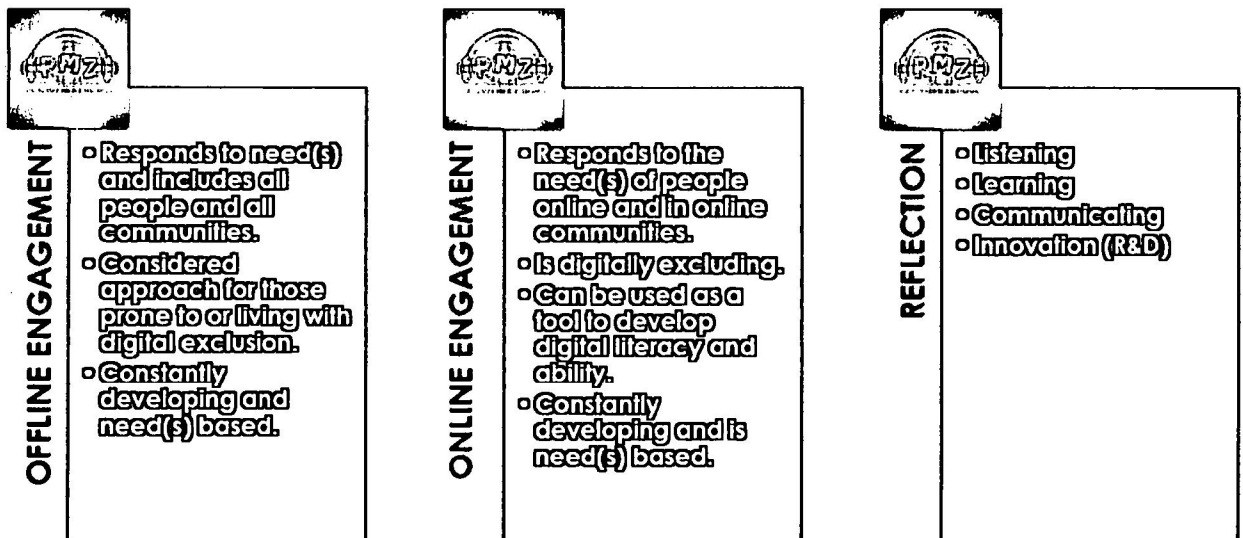 PMZ
OFFLINE ENGAGEMENT
Responds to need(s)
and includes all
people and all
communities.
Considered
approach for those
prone to or living with
digital exclusion.
Constantly
developing and
need(s) based.
PMZ
ONLINE ENGAGEMENT
Responds to the
need(s) of people
online and in online
communities.
Is digitally excluding.
Can be used as a
tool to develop
digital literacy and
ability.
Constantly
developing and is
need(s) based.
PMZ
REFLECTION
Listening
Learning
Communicating
Innovation (R&D)